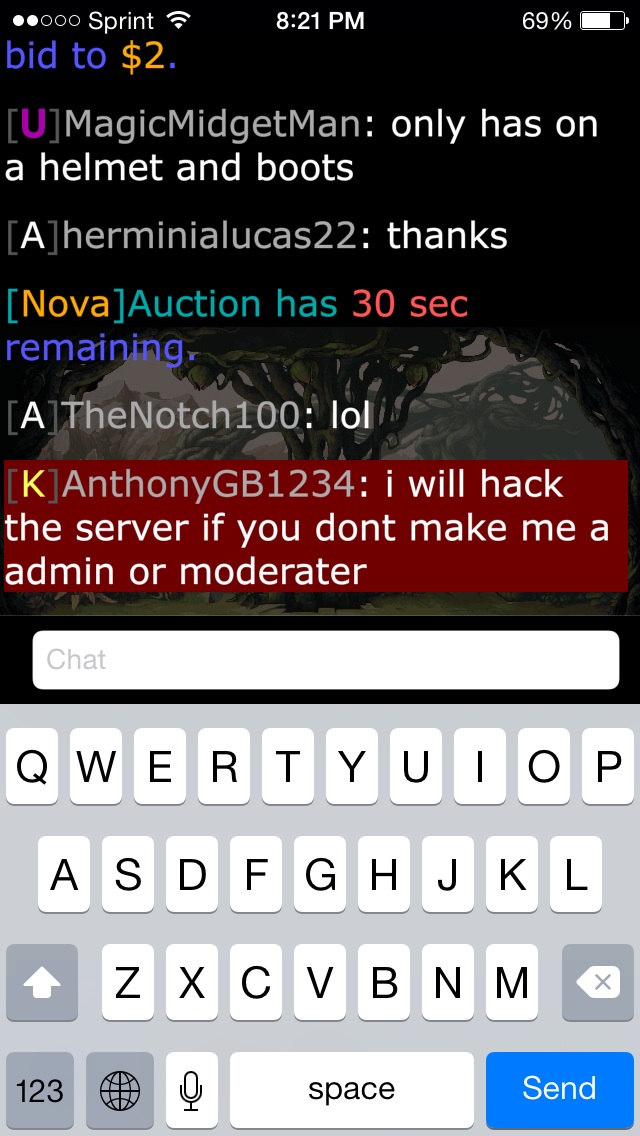 Sprint 8:21 PM 69%
bid to $2.
[U]MagicMidgetMan: only has on
a helmet and boots
[A]herminialucas22: thanks
[Nova]Auction has 30 sec
remaining.
[A]TheNotch100: lol
[K]AnthonyGB1234: i will hack
the server if you dont make me a
admin or moderater
Chat
Q W E R T Y U I O P
A S D F G H J K L
Z X C V B N M
123 space Send